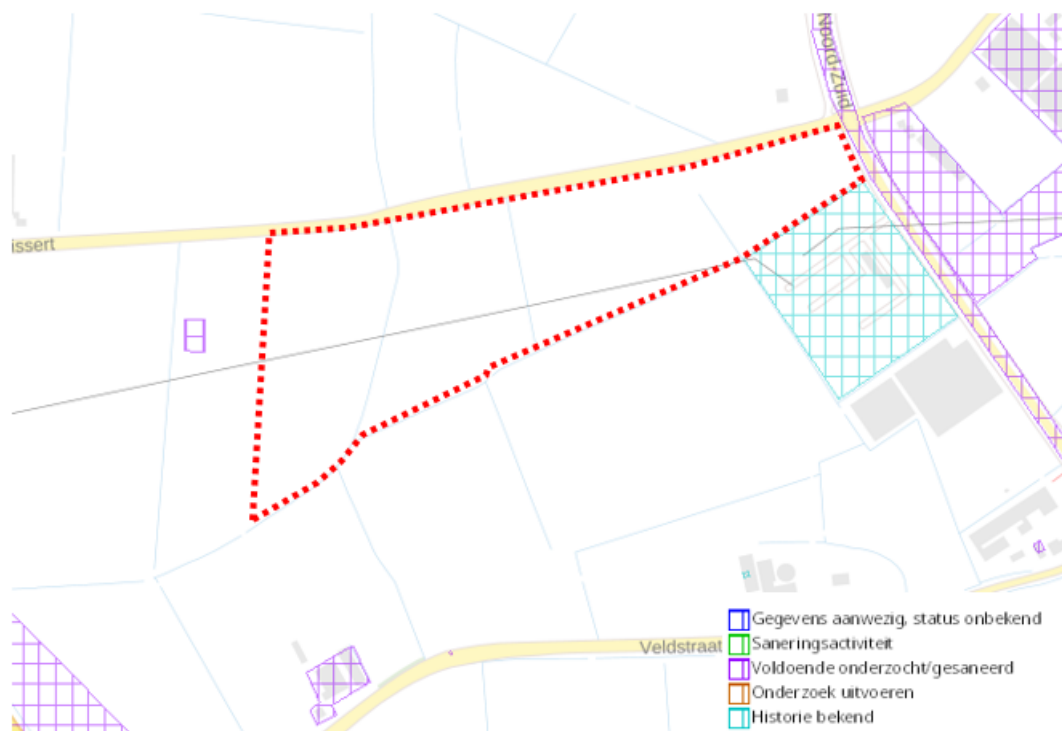 Noord-Zuid
issert
Veldstraat
Gegevens aanwezig, status onbekend
Saneringsactiviteit
Voldoende onderzocht/gesaneerd
Onderzoek uitvoeren
Historie bekend